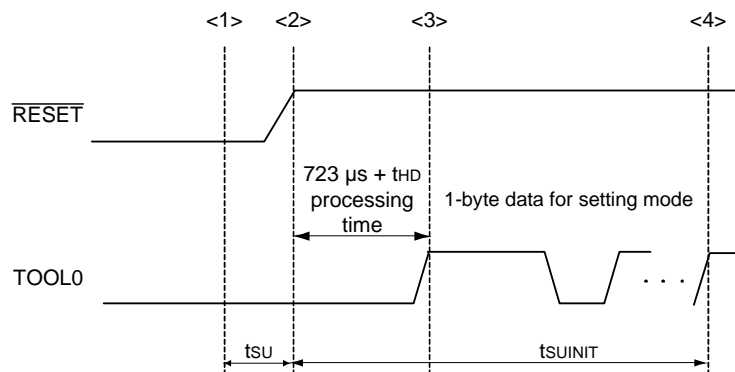 <1> <2> <3> <4>
RESET
723 µs + tHD
processing
time
1-byte data for setting mode
TOOL0
. . .
tSU tSUINIT